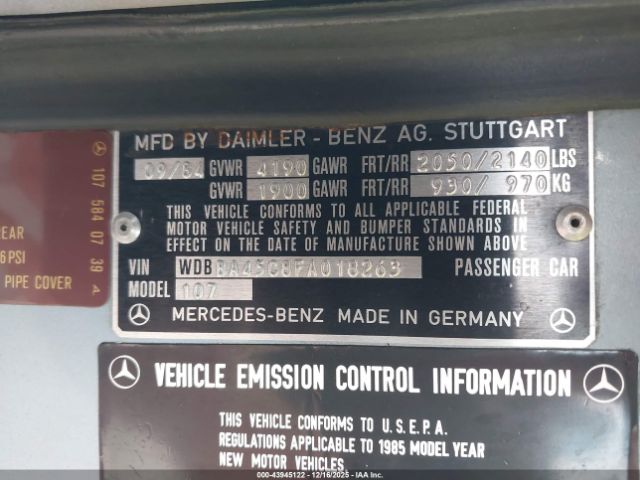 MFD BY DAIMLER - BENZ AG. STUTTGART
09/84 GVWR 4190 GAWR FRT/RR 2050/2140 LBS
GVWR 1900 GAWR FRT/RR 930/ 970 KG
THIS VEHICLE CONFORMS TO ALL APPLICABLE FEDERAL
MOTOR VEHICLE SAFETY AND BUMPER STANDARDS IN
EFFECT ON THE DATE OF MANUFACTURE SHOWN ABOVE
VIN WDBBA45C8FA018263 PASSENGER CAR
MODEL 107
MERCEDES-BENZ MADE IN GERMANY
107 584 07 39 A
EAR
6 PSI
PIPE COVER
VEHICLE EMISSION CONTROL INFORMATION
THIS VEHICLE CONFORMS TO U.S.E.P.A.
REGULATIONS APPLICABLE TO 1985 MODEL YEAR
NEW MOTOR VEHICLES.
000-43945122 - 12/16/2025 -